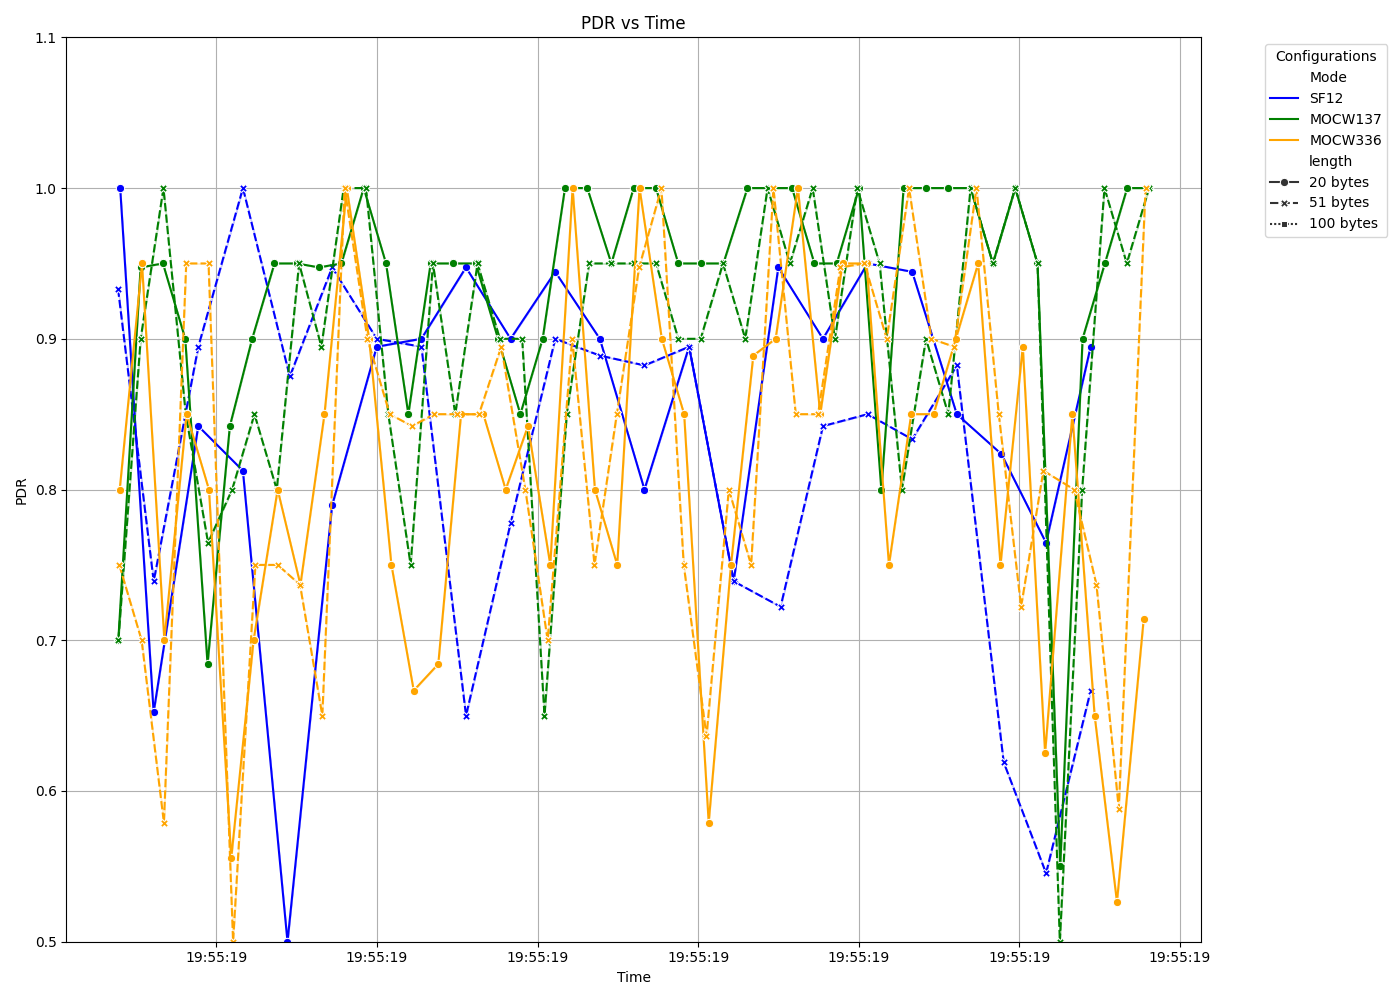 PDR vs Time
1.1
1.0
0.9
0.8
0.7
0.6
0.5
PDR
19:55:19 19:55:19 19:55:19 19:55:19 19:55:19 19:55:19 19:55:19
Time
Configurations
Mode
SF12
MOCW137
MOCW336
length
20 bytes
51 bytes
100 bytes